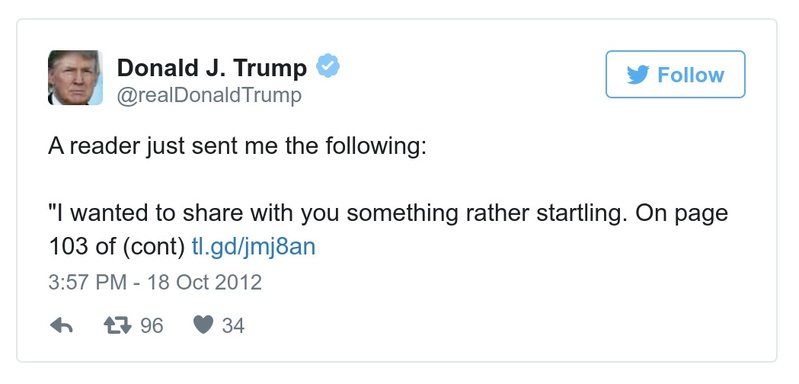 Donald J. Trump
@realDonaldTrump
Follow
A reader just sent me the following:
"I wanted to share with you something rather startling. On page
103 of (cont) tl.gd/jmj8an
3:57 PM - 18 Oct 2012
96 34